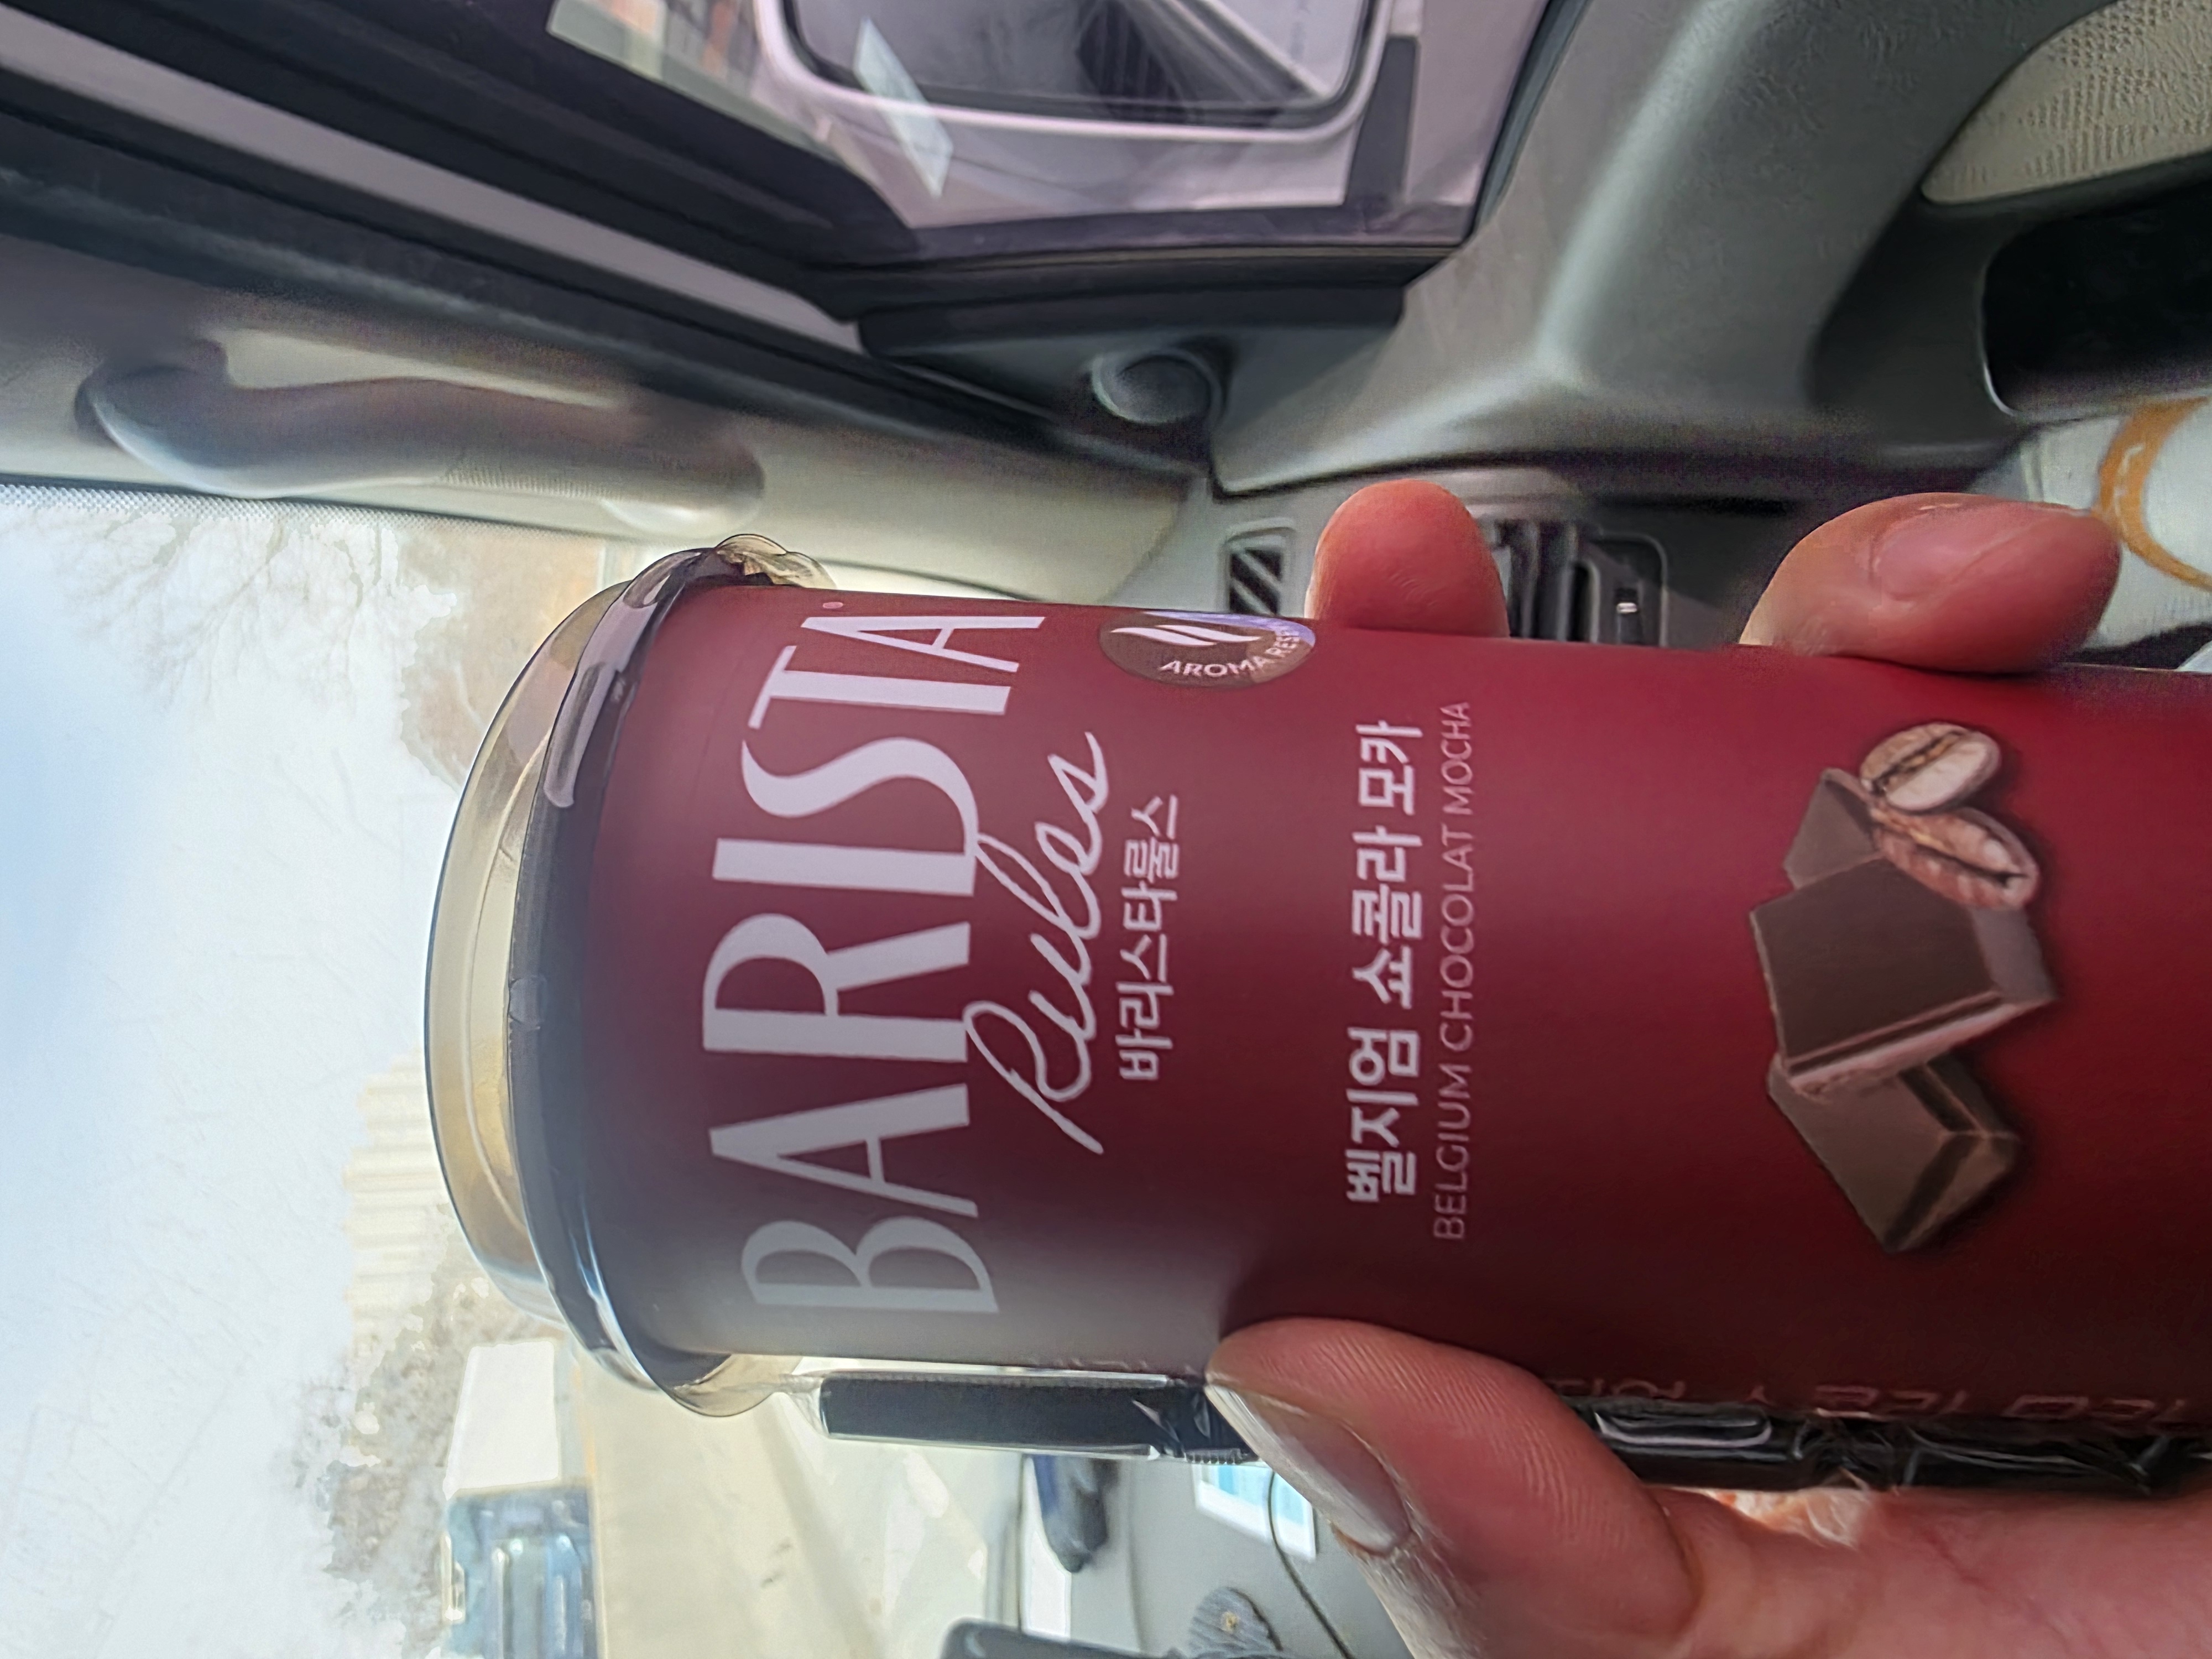 BARISTA
Rules
바리스타룰스
AROMA
벨지엄 쇼콜라 모카
BELGIUM CHOCOLAT MOCHA